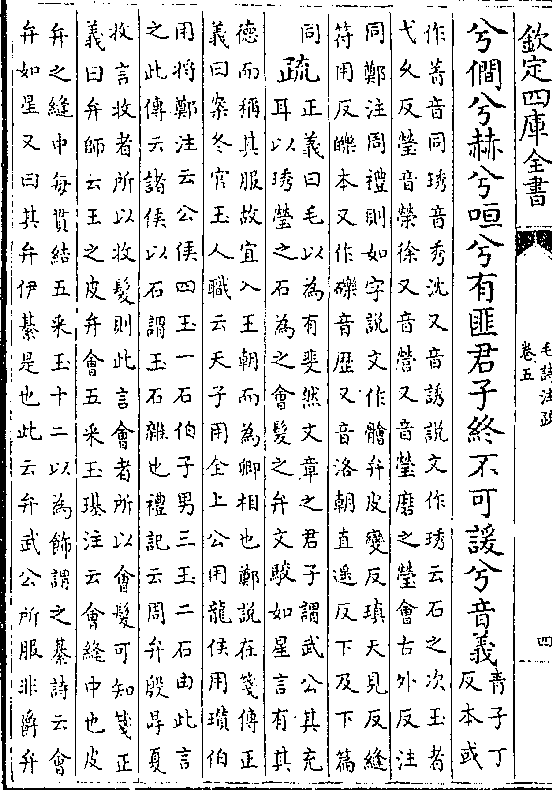 欽定四庫全書
毛詩注疏
卷五
四
兮僩兮赫兮咺兮有匪君子終不可諼兮音義
青子丁
反本或
作菁音同琇音秀沈又音誘說文作琇云石之次玉者
弋久反瑩音榮徐又音營又音瑩磨之瑩會古外反注
同鄭注周禮則如字說文作䯤弁皮變反瑱天見反縫
符用反皪本又作礫音歴又音洛朝直遥反下及下篇
同
疏
正義曰毛以為有斐然文章之君子謂武公其充
耳以琇瑩之石為之會髮之弁文駮如星言有其
德而稱其服故宜入王朝而為卿相也鄭說在箋傳正
義曰案冬官玉人職云天子用全上公用龍侯用瓚伯
用將鄭注云公侯四玉一石伯子男三玉二石由此言
之此傳云諸侯以石謂玉石雜也禮記云周弁殷冔夏
收言收者所以收髮則此言會者所以會髮可知箋正
義曰弁師云王之皮弁會五采玉璂注云會縫中也皮
弁之縫中每貫結五采玉十二以為飾謂之綦詩云會
弁如星又曰其弁伊綦是也此云弁武公所服非爵弁